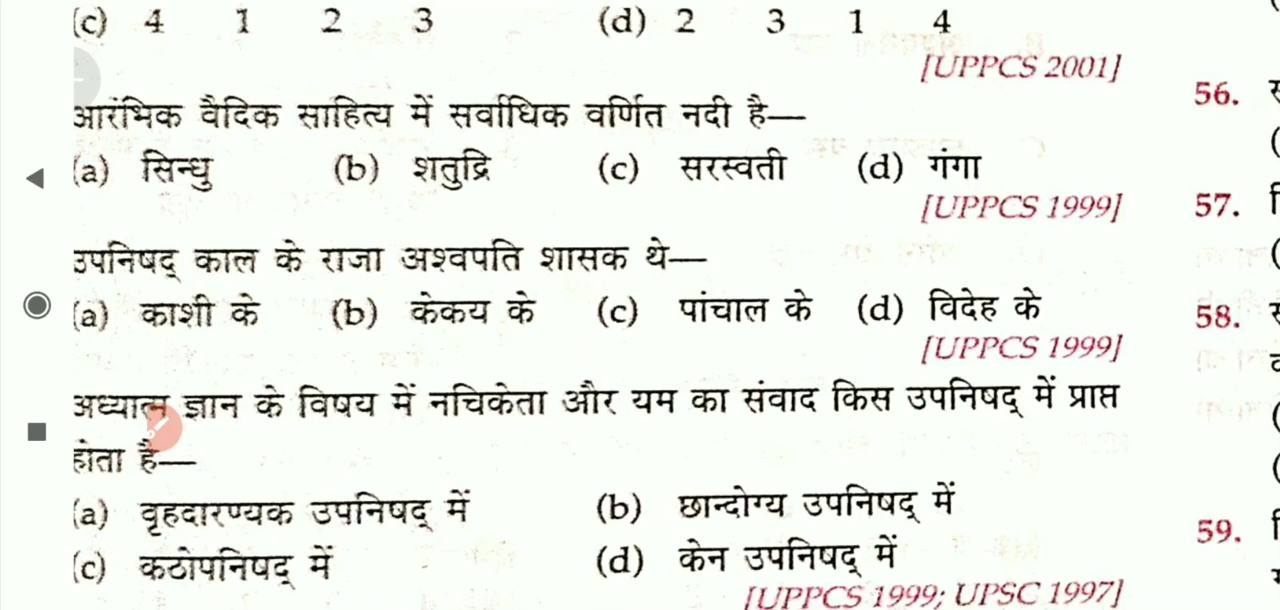 (c) 4 1 2 3 (d) 2 3 1 4
[UPPCS 2001]
आरंभिक वैदिक साहित्य में सर्वाधिक वर्णित नदी है—
(a) सिन्धु (b) शतुद्रि (c) सरस्वती (d) गंगा
[UPPCS 1999]
उपनिषद् काल के राजा अश्वपति शासक थे—
(a) काशी के (b) केकय के (c) पांचाल के (d) विदेह के
[UPPCS 1999]
अध्यात्म ज्ञान के विषय में नचिकेता और यम का संवाद किस उपनिषद् में प्राप्त
होता है—
(a) वृहदारण्यक उपनिषद् में (b) छान्दोग्य उपनिषद् में
(c) कठोपनिषद् में (d) केन उपनिषद् में
[UPPCS 1999; UPSC 1997]
56.
57.
58.
59.